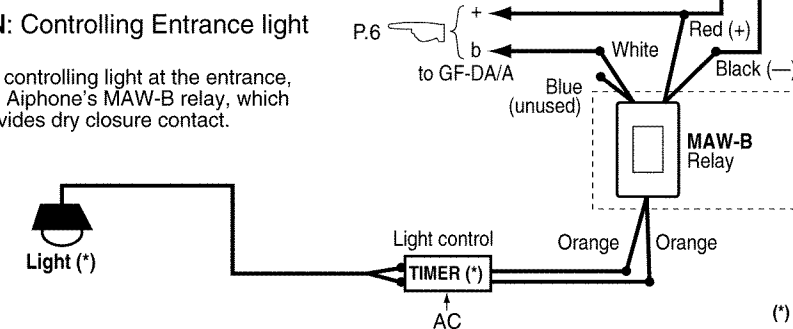 N: Controlling Entrance light
controlling light at the entrance,
Aiphone's MAW-B relay, which
vides dry closure contact.
P.6
+
b
to GF-DA/A
Red (+)
White
Black (—)
Blue
(unused)
MAW-B
Relay
Orange
Orange
Light control
TIMER (*)
AC
Light (*)
(*)